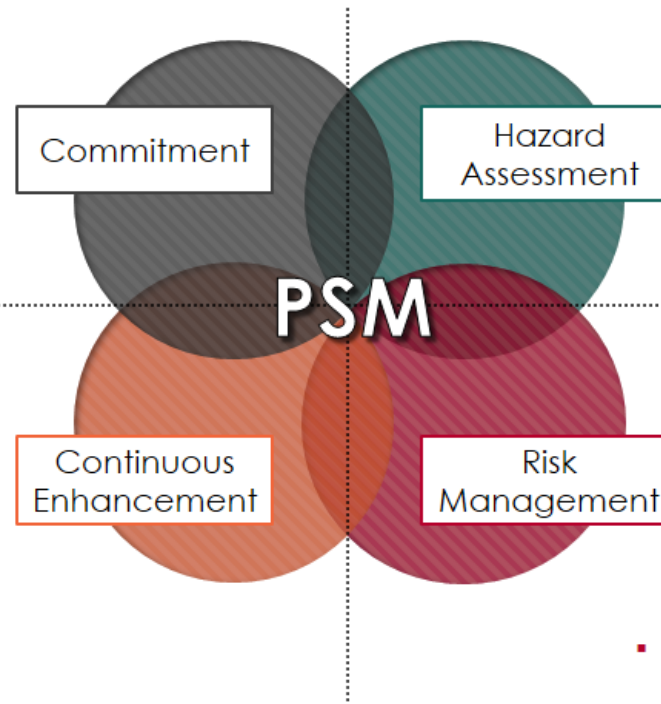 Commitment
Hazard
Assessment
PSM
Continuous
Enhancement
Risk
Management